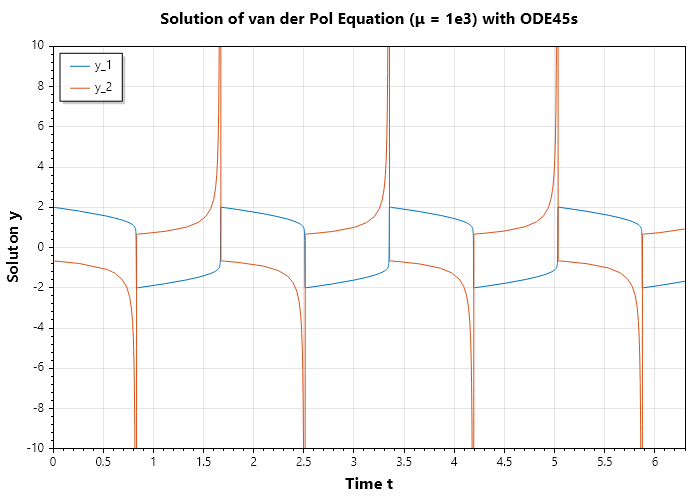 Solution of van der Pol Equation (μ = 1e3) with ODE45s
10
8
6
4
2
0
-2
-4
-6
-8
-10
Soluton y
y_1
y_2
0 0.5 1 1.5 2 2.5 3 3.5 4 4.5 5 5.5 6
Time t